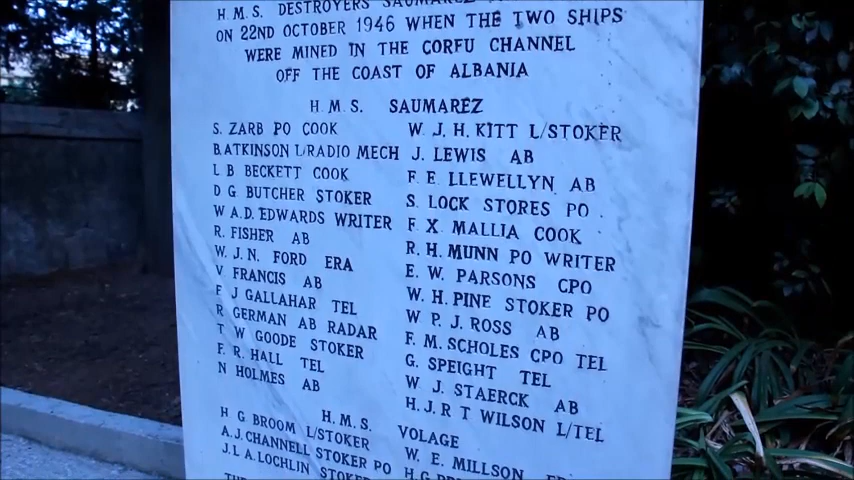 H.M.S. DESTROYERS SAUMAREZ
ON 22ND OCTOBER 1946 WHEN THE TWO SHIPS
WERE MINED IN THE CORFU CHANNEL
OFF THE COAST OF ALBANIA
H.M.S. SAUMAREZ
S. ZARB PO COOK
B.ATKINSON L/RADIO MECH
L B BECKETT COOK
D G BUTCHER STOKER
W A.D. EDWARDS WRITER
R. FISHER AB
W.J.N. FORD ERA
V FRANCIS AB
F J GALLAHAR TEL
R GERMAN AB RADAR
T W GOODE STOKER
F. R. HALL TEL
N HOLMES AB
W. J. H. KITT L/STOKER
J. LEWIS AB
F. E. LLEWELLYN AB
S. LOCK STORES PO
F X MALLIA COOK
R. H. MUNN PO WRITER
E. W. PARSONS CPO
W. H. PINE STOKER PO
W P. J. ROSS AB
F. M. SCHOLES CPO TEL
G. SPEIGHT TEL
W. J. STAERCK AB
H. J. R T WILSON L/TEL
H.M.S. VOLAGE
H G BROOM L/STOKER
A.J.CHANNELL STOKER PO
J.L A.LOCHLIN STOKER
W. E. MILLSON
H.G.